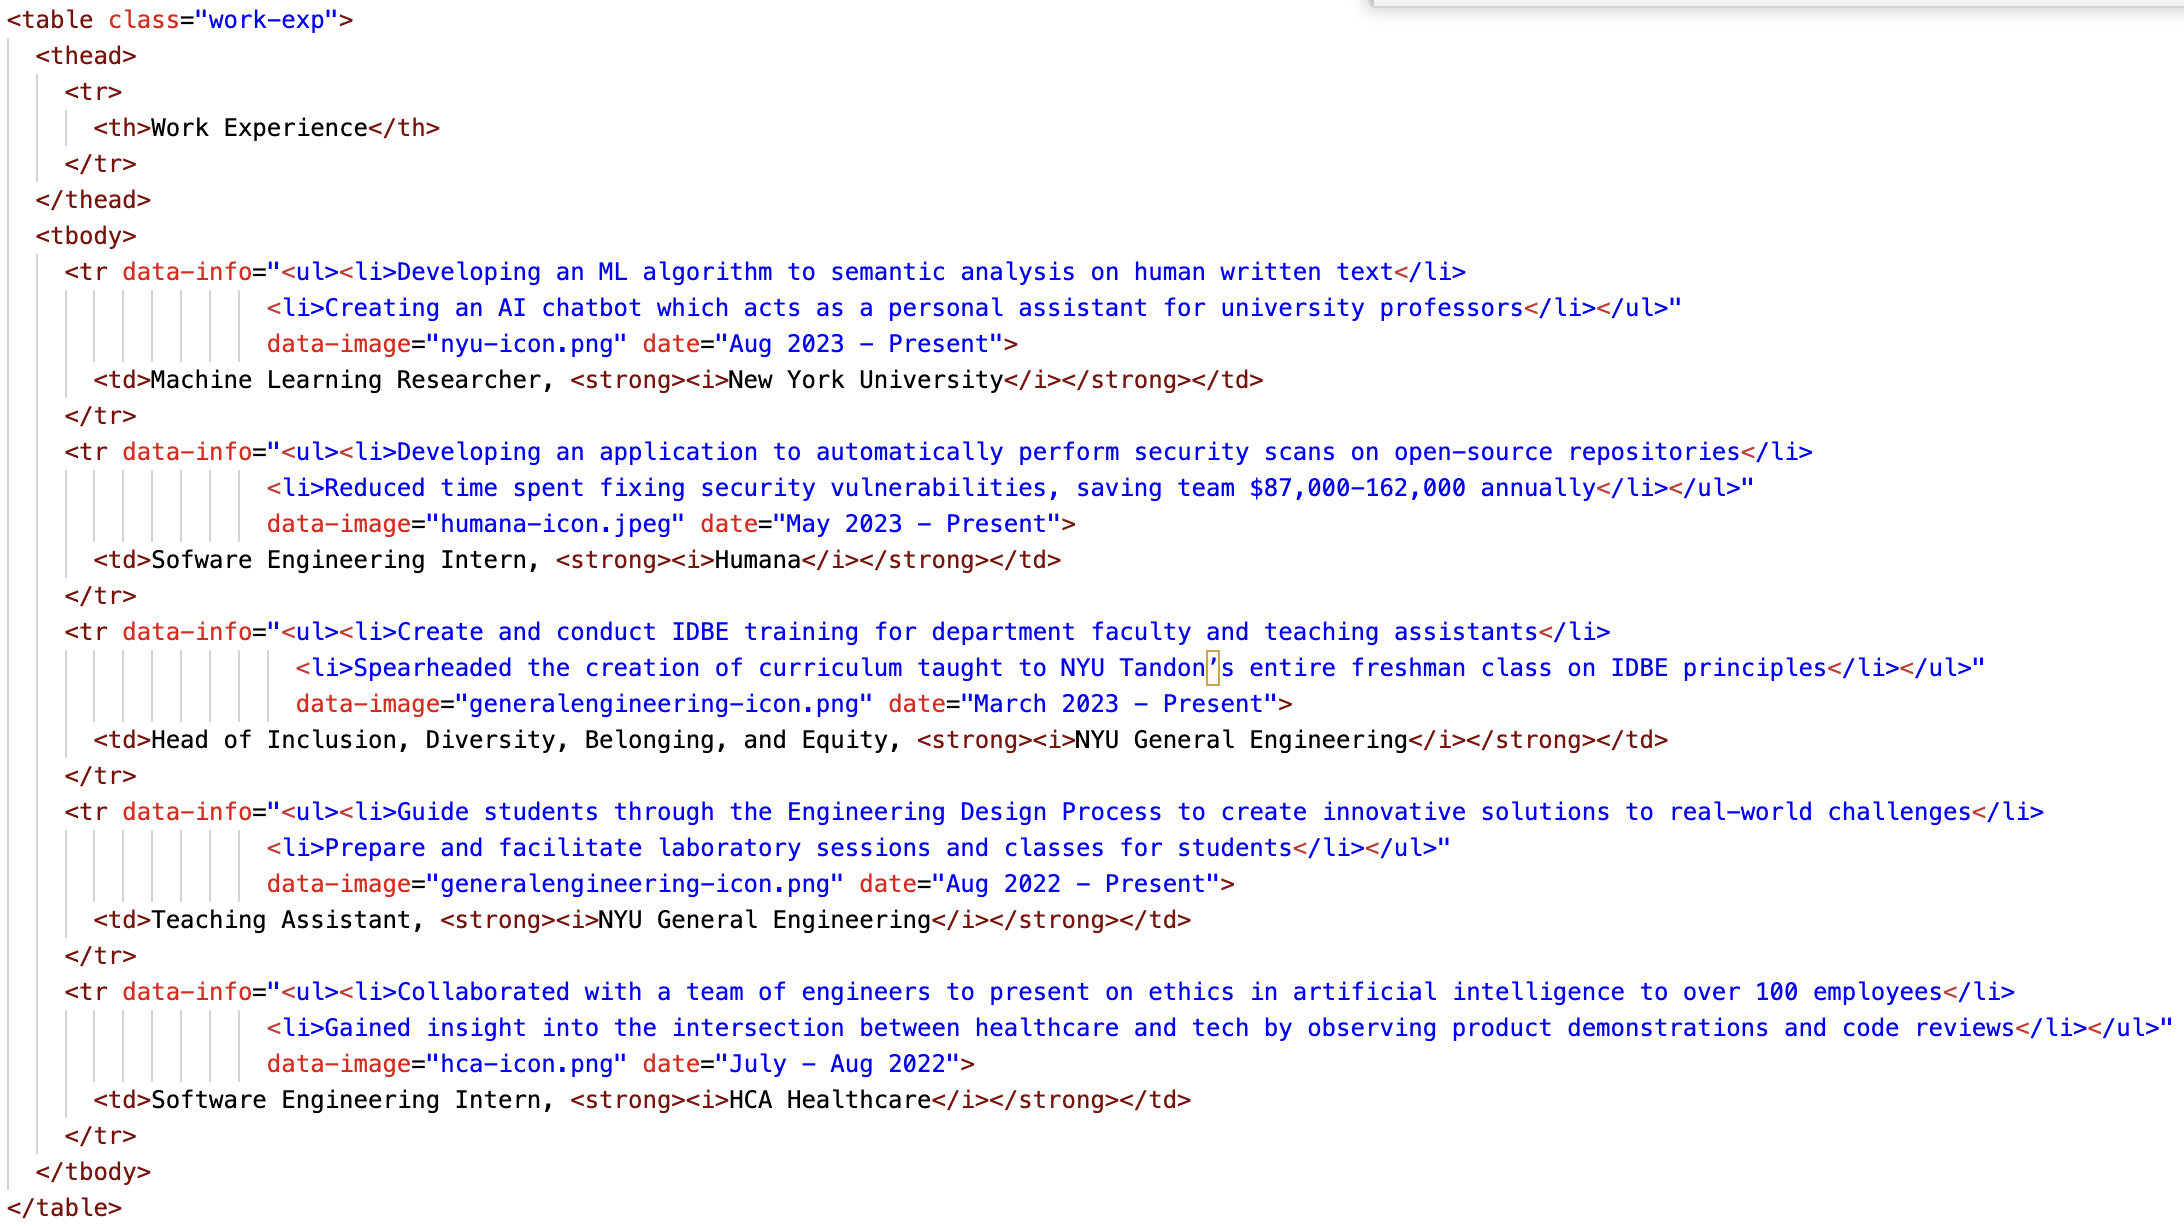 <table class="work-exp">
<thead>
<tr>
<th>Work Experience</th>
</tr>
</thead>
<tbody>
<tr data-info="<ul><li>Developing an ML algorithm to semantic analysis on human written text</li>
<li>Creating an AI chatbot which acts as a personal assistant for university professors</li></ul>"
data-image="nyu-icon.png" date="Aug 2023 - Present">
<td>Machine Learning Researcher, <strong><i>New York University</i></strong></td>
</tr>
<tr data-info="<ul><li>Developing an application to automatically perform security scans on open-source repositories</li>
<li>Reduced time spent fixing security vulnerabilities, saving team $87,000-162,000 annually</li></ul>"
data-image="humana-icon.jpeg" date="May 2023 - Present">
<td>Sofware Engineering Intern, <strong><i>Humana</i></strong></td>
</tr>
<tr data-info="<ul><li>Create and conduct IDBE training for department faculty and teaching assistants</li>
<li>Spearheaded the creation of curriculum taught to NYU Tandon’s entire freshman class on IDBE principles</li></ul>"
data-image="generalengineering-icon.png" date="March 2023 - Present">
<td>Head of Inclusion, Diversity, Belonging, and Equity, <strong><i>NYU General Engineering</i></strong></td>
</tr>
<tr data-info="<ul><li>Guide students through the Engineering Design Process to create innovative solutions to real-world challenges</li>
<li>Prepare and facilitate laboratory sessions and classes for students</li></ul>"
data-image="generalengineering-icon.png" date="Aug 2022 - Present">
<td>Teaching Assistant, <strong><i>NYU General Engineering</i></strong></td>
</tr>
<tr data-info="<ul><li>Collaborated with a team of engineers to present on ethics in artificial intelligence to over 100 employees</li>
<li>Gained insight into the intersection between healthcare and tech by observing product demonstrations and code reviews</li></ul>"
data-image="hca-icon.png" date="July - Aug 2022">
<td>Software Engineering Intern, <strong><i>HCA Healthcare</i></strong></td>
</tr>
</tbody>
</table>